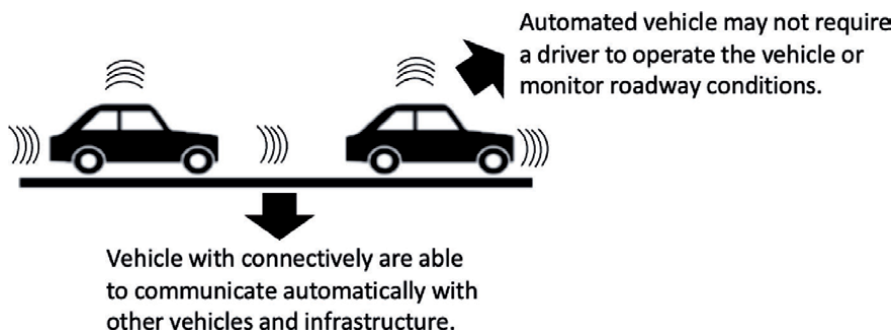 Automated vehicle may not require
a driver to operate the vehicle or
monitor roadway conditions.
Vehicle with connectively are able
to communicate automatically with
other vehicles and infrastructure.